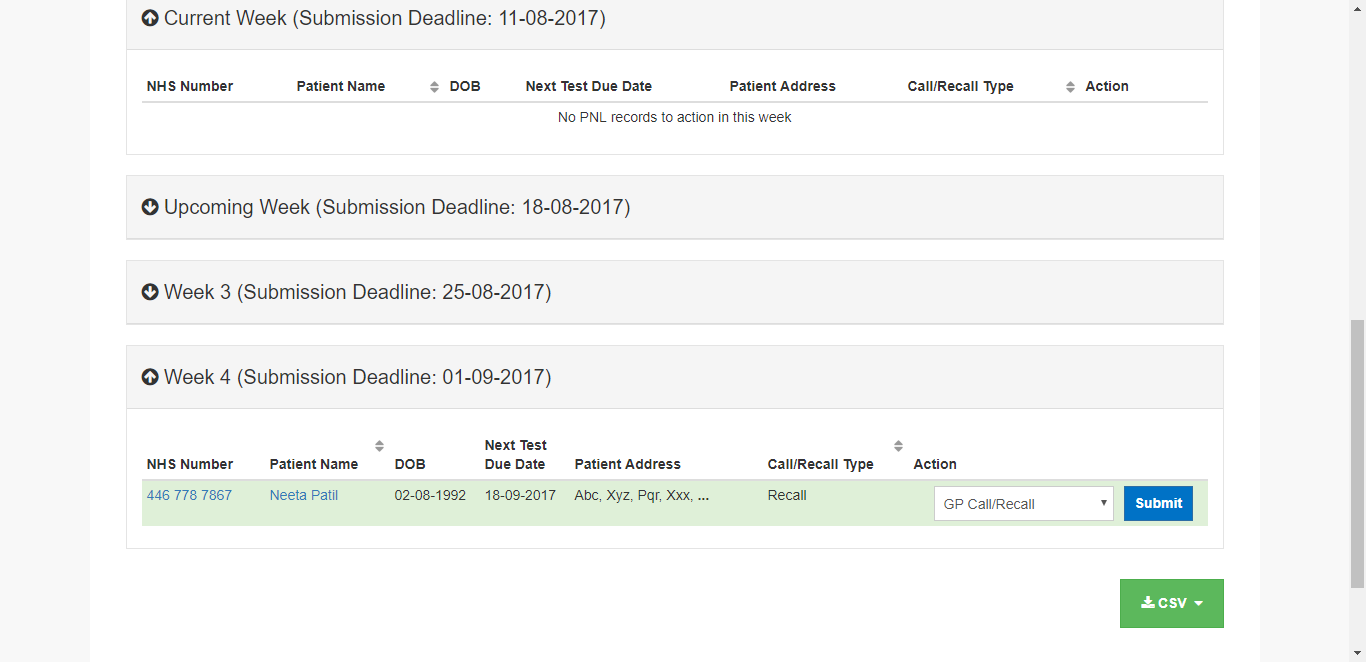 Current Week (Submission Deadline: 11-08-2017)
NHS Number Patient Name DOB Next Test Due Date Patient Address Call/Recall Type Action
No PNL records to action in this week
Upcoming Week (Submission Deadline: 18-08-2017)
Week 3 (Submission Deadline: 25-08-2017)
Week 4 (Submission Deadline: 01-09-2017)
NHS Number Patient Name DOB Next Test Due Date Patient Address Call/Recall Type Action
446 778 7867 Neeta Patil 02-08-1992 18-09-2017 Abc, Xyz, Pqr, Xxx, ... Recall GP Call/Recall Submit
CSV